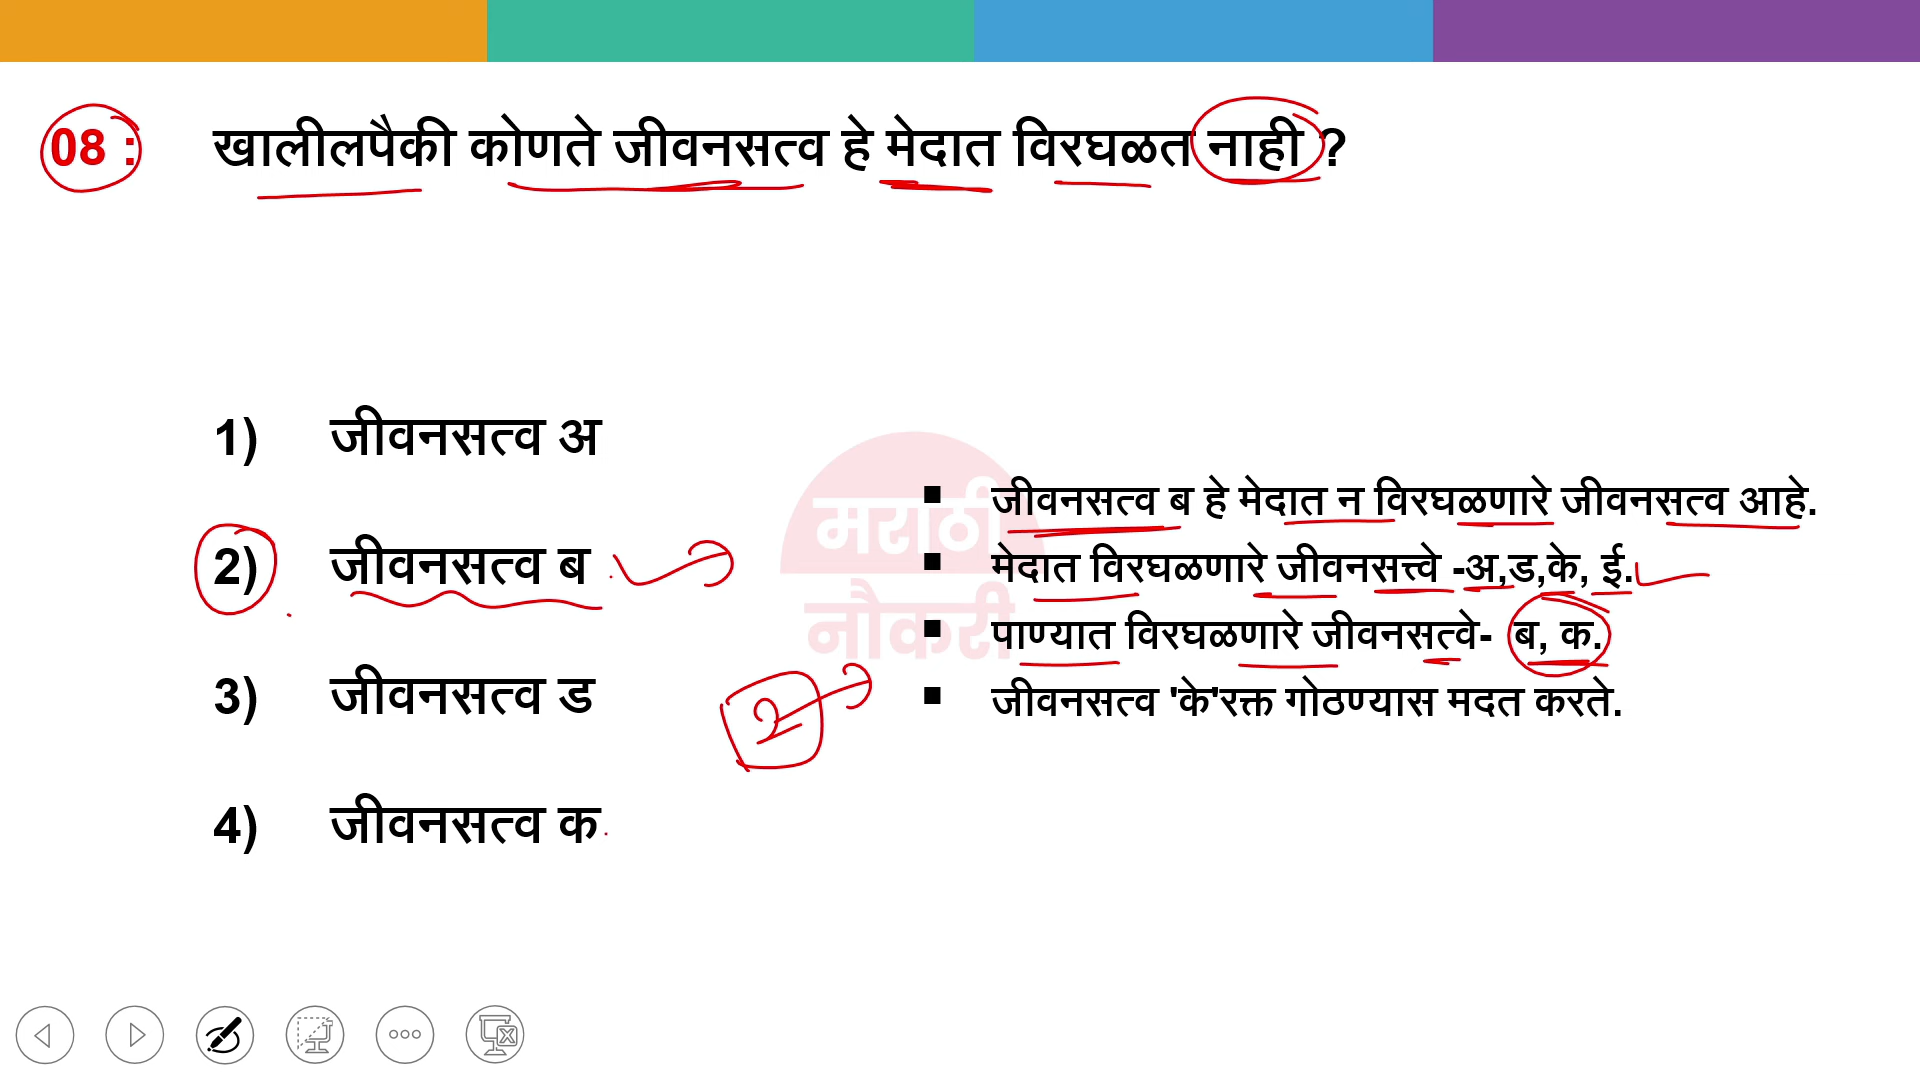 08 : खालीलपैकी कोणते जीवनसत्व हे मेदात विरघळत नाही ?
1) जीवनसत्व अ
2) जीवनसत्व ब
3) जीवनसत्व ड
4) जीवनसत्व क
मराठी
नौकरी
२
▪ जीवनसत्व ब हे मेदात न विरघळणारे जीवनसत्व आहे.
▪ मेदात विरघळणारे जीवनसत्त्वे -अ,ड,के, ई.
▪ पाण्यात विरघळणारे जीवनसत्वे- ब, क.
▪ जीवनसत्व 'के'रक्त गोठण्यास मदत करते.